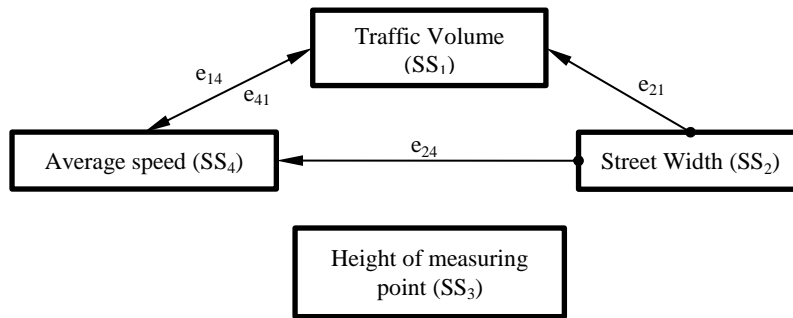 Traffic Volume
(SS₁)
e₁₄
e₄₁
e₂₁
Average speed (SS₄)
e₂₄
Street Width (SS₂)
Height of measuring
point (SS₃)